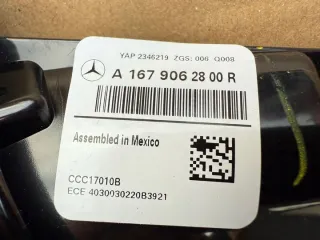 YAP 2346219 ZGS: 006 Q008
A 167 906 28 00 R
Assembled in Mexico
CCC17010B
ECE 4030030220B3921